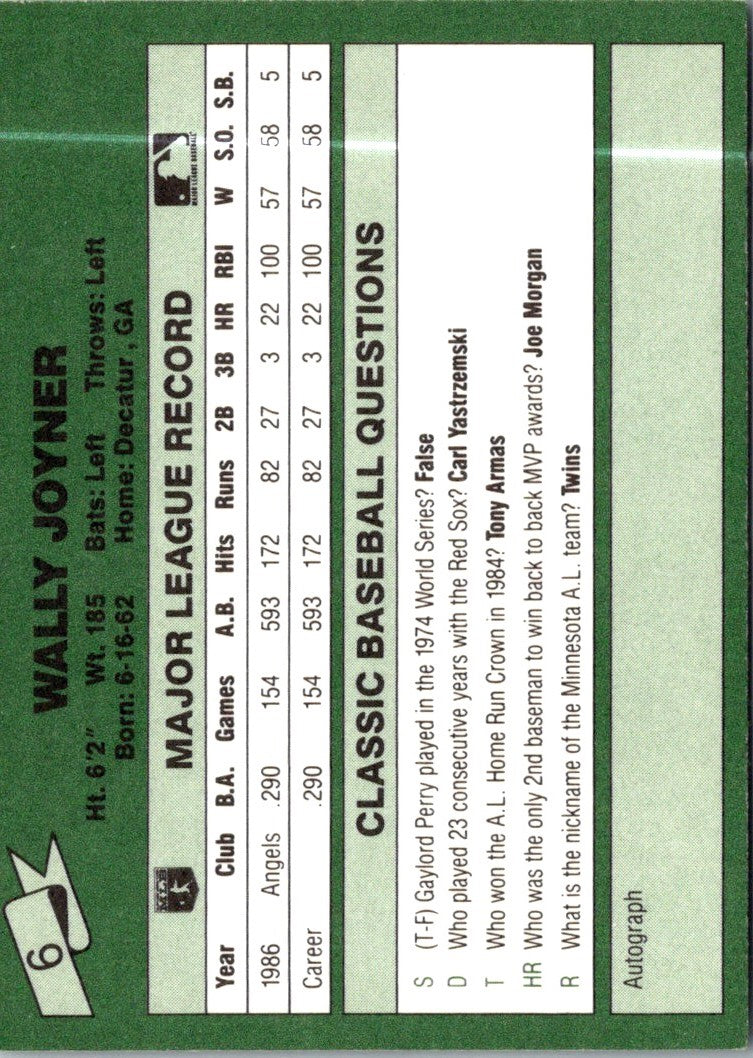 6
WALLY JOYNER
Ht. 6'2" Wt. 185 Bats: Left Throws: Left
Born: 6-16-62 Home: Decatur, GA
MAJOR LEAGUE RECORD
MAJOR LEAGUE BASEBALL
Year Club B.A. Games A.B. Hits Runs 2B 3B HR RBI W S.O. S.B.
1986 Angels .290 154 593 172 82 27 3 22 100 57 58 5
Career .290 154 593 172 82 27 3 22 100 57 58 5
CLASSIC BASEBALL QUESTIONS
S (T-F) Gaylord Perry played in the 1974 World Series? False
D Who played 23 consecutive years with the Red Sox? Carl Yastrzemski
T Who won the A.L. Home Run Crown in 1984? Tony Armas
HR Who was the only 2nd baseman to win back to back MVP awards? Joe Morgan
R What is the nickname of the Minnesota A.L. team? Twins
Autograph